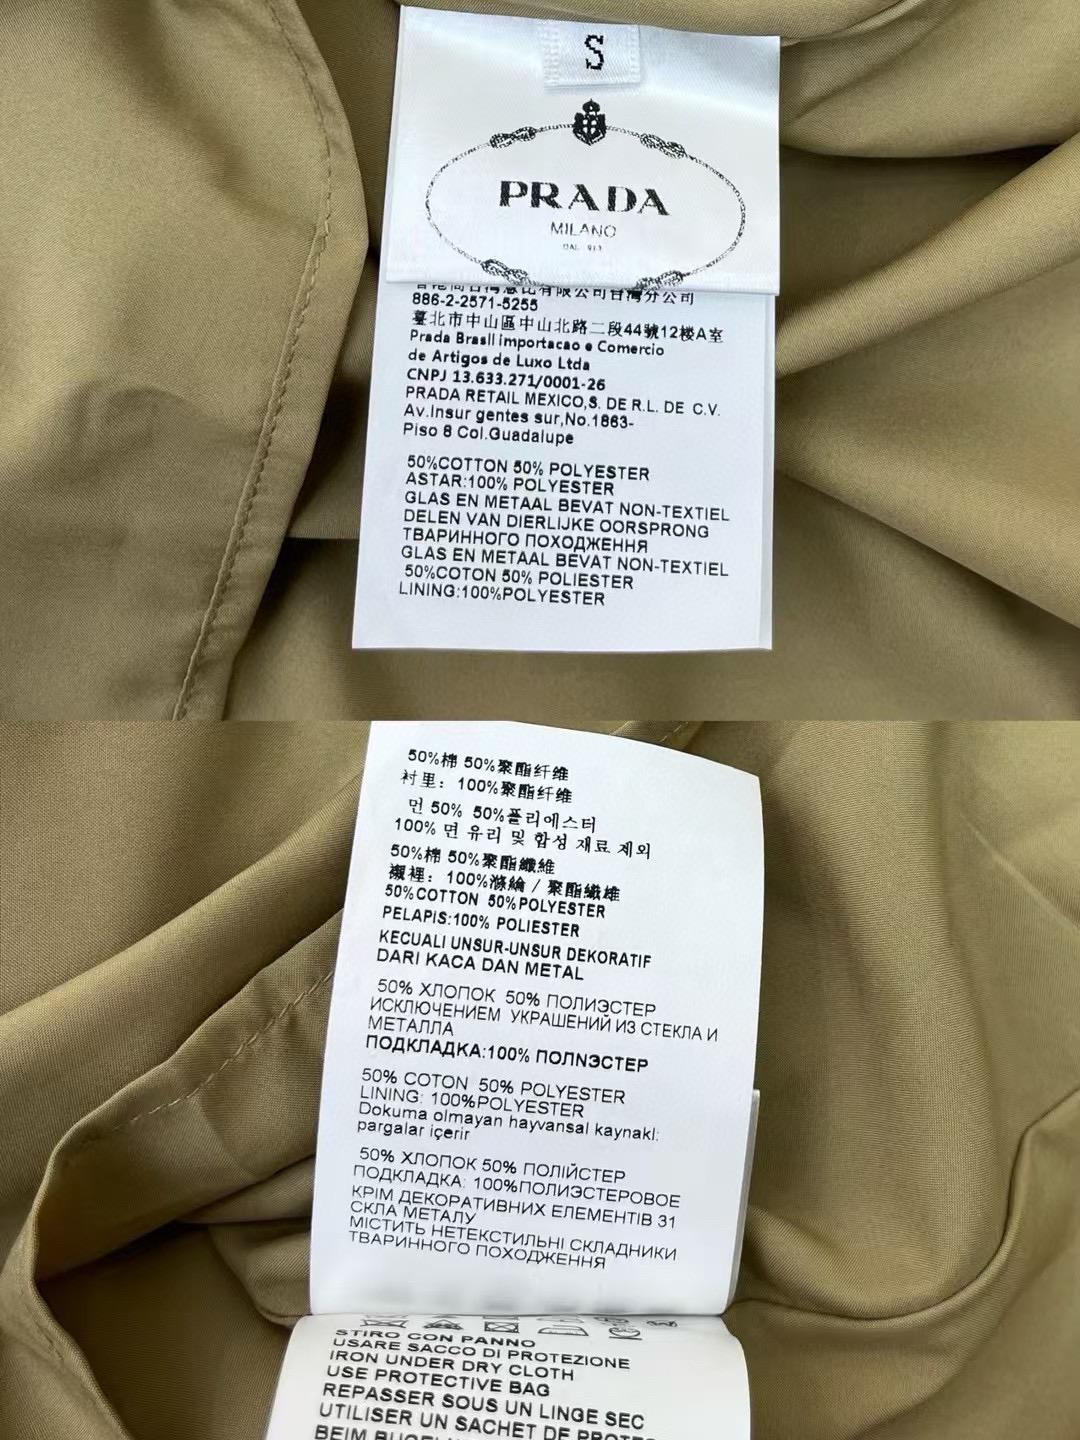 S
PRADA
MILANO
DAL 913
886-2-2571-5255
臺北市中山區中山北路二段44號12楼A室
Prada Brasll importacao e Comercio
de Artigos de Luxo Ltda
CNPJ 13.633.271/0001-26
PRADA RETAIL MEXICO,S. DE R.L. DE C.V.
Av.Insur gentes sur,No.1863-
Piso 8 Col.Guadalupe
50%COTTON 50% POLYESTER
ASTAR:100% POLYESTER
GLAS EN METAAL BEVAT NON-TEXTIEL
DELEN VAN DIERLIJKE OORSPRONG
ТВАРИННОГО ПОХОДЖЕННЯ
GLAS EN METAAL BEVAT NON-TEXTIEL
50%COTON 50% POLIESTER
LINING:100%POLYESTER
50%棉 50%聚酯纤维
衬里：100%聚酯纤维
먼 50% 50%폴리에스터
100% 면 유리 및 합성 재료 제외
50%棉 50%聚酯纖維
襯裡：100%滌綸 / 聚酯纖維
50%COTTON 50%POLYESTER
PELAPIS:100% POLIESTER
KECUALI UNSUR-UNSUR DEKORATIF
DARI KACA DAN METAL
50% ХЛОПОК 50% ПОЛИЭСТЕР
ИСКЛЮЧЕНИЕМ УКРАШЕНИЙ ИЗ СТЕКЛА И
МЕТАЛЛА
ПОДКЛАДКА:100% ПОЛNЭСТЕР
50% COTON 50% POLYESTER
LINING: 100%POLYESTER
Dokuma olmayan hayvansal kaynakl:
pargalar içerir
50% ХЛОПОК 50% ПОЛІЙСТЕР
ПОДКЛАДКА: 100%ПОЛИЭСТЕРОВОЕ
КРІМ ДЕКОРАТИВНИХ ЕЛЕМЕНТІВ 31
СКЛА МЕТАЛУ
МІСТИТЬ НЕТЕКСТИЛЬНІ СКЛАДНИКИ
ТВАРИННОГО ПОХОДЖЕННЯ
STIRO CON PANNO
USARE SACCO DI PROTEZIONE
IRON UNDER DRY CLOTH
USE PROTECTIVE BAG
REPASSER SOUS UN LINGE SEC
UTILISER UN SACHET DE
BEIM